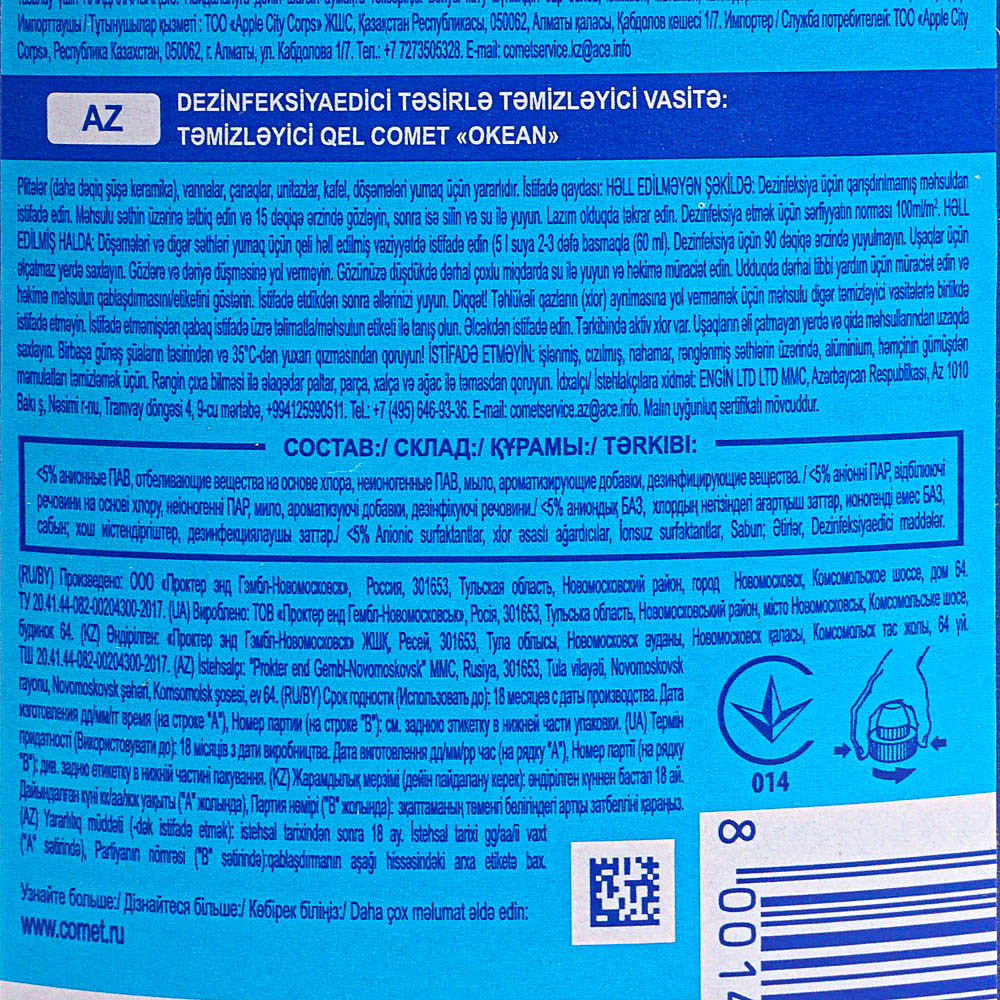 Импорттаушы / Тұтынушылар қызметі : ТОО «Apple City Corps» ЖШС, Қазақстан Республикасы, 050062, Алматы қаласы, Кабдолов көшесі 1/7. Импортер / Служба потребителей: ТОО «Apple City
Corps», Республика Казахстан, 050062, г. Алматы, ул. Кабдолова 1/7. Тел.: +7 7273505328. E-mail: cometservice.kz@ace.info
AZ
DEZİNFEKSİYAEDİCİ TƏSİRLƏ TƏMİZLƏYİCİ VASİTƏ:
TƏMİZLƏYİCİ QEL COMET «OKEAN»
Plitələr (daha dəqiq şüşə keramika), vannalar, çanaqlar, unitazlar, kafel, döşəmələri yumaq üçün yararlıdır. İstifadə qaydası: HƏLL EDİLMƏYƏN ŞƏKİLDƏ: Dezinfeksiya üçün qarışdırılmamış məhsuldan
istifadə edin. Məhsulu səthin üzərinə tətbiq edin və 15 dəqiqə ərzində gözləyin, sonra isə silin və su ilə yuyun. Lazım olduqda təkrar edin. Dezinfeksiya etmək üçün sərfiyyatın norması 100ml/m². HƏLL
EDİLMİŞ HALDA: Döşəmələri və digər səthləri yumaq üçün qeli həll edilmiş vəziyyətdə istifadə edin (5 l suya 2-3 dəfə basmaqla (60 ml). Dezinfeksiya üçün 90 dəqiqə ərzində yuyulmayın. Uşaqlar üçün
əlçatmaz yerdə saxlayın. Gözlərə və dəriyə düşməsinə yol verməyin. Gözünüzə düşdükdə dərhal çoxlu miqdarda su ilə yuyun və həkimə müraciət edin. Udduqda dərhal tibbi yardım üçün müraciət edin və
həkimə məhsulun qablaşdırmasını/etiketini göstərin. İstifadə etdikdən sonra əllərinizi yuyun. Diqqət! Təhlükəli qazların (xlor) ayrılmasına yol verməmək üçün məhsulu digər təmizləyici vasitələrlə birlikdə
istifadə etməyin. İstifadə etməmişdən qabaq istifadə üzrə təlimatla/məhsulun etiketi ilə tanış olun. Əlcəkdən istifadə edin. Tərkibində aktiv xlor var. Uşaqların əli çatmayan yerdə və qida məhsullarından uzaqda
saxlayın. Birbaşa günəş şüaların təsirindən və 35°C-dən yuxarı qızmasından qoruyun! İSTİFADƏ ETMƏYİN: işlənmiş, cızılmış, nahamar, rənglənmiş səthlərin üzərində, alüminium, həmçinin gümüşdən
məmulatları təmizləmək üçün. Rəngin çıxa bilməsi ilə əlaqədar paltar, parça, xalça və ağac ilə təmasdan qoruyun. İdxalçı/ İstehlakçılara xidmət: ENGİN LTD LTD MMC, Azərbaycan Respublikası, Az 1010
Bakı ş, Nəsimi r-nu, Tramvay döngəsi 4, 9-cu mərtəbə, +994125990511. Tel.: +7 (495) 646-93-36. E-mail: cometservice.az@ace.info. Malın uyğunluq sertifikatı mövcuddur.
СОСТАВ:/ СКЛАД:/ ҚҰРАМЫ:/ TƏRKİBİ:
<5% анионные ПАВ, отбеливающие вещества на основе хлора, неионогенные ПАВ, мыло, ароматизирующие добавки, дезинфицирующие вещества. / <5% аніонні ПАР, відбілюючі
речовини на основі хлору, неіоногенні ПАР, мило, ароматизуючі добавки, дезінфікуючі речовини./ <5% аниондық БАЗ, хлордың негізіндегі ағартқыш заттар, ионогенді емес БАЗ,
сабын; хош иістендіргіштер, дезинфекциялаушы заттар./ <5% Anionic surfaktantlar, xlor əsaslı ağardıcılar, İonsuz surfaktantlar, Sabun; Ətirlər, Dezinfeksiyaedici maddələr.
(RU/BY) Произведено: ООО «Проктер энд Гэмбл-Новомосковск», Россия, 301653, Тульская область, Новомосковский район, город Новомосковск, Комсомольское шоссе, дом 64.
ТУ 20.41.44-082-00204300-2017. (UA) Вироблено: ТОВ «Проктер енд Гембл-Новомосковськ», Росія, 301653, Тульська область, Новомосковський район, місто Новомосковськ, Комсомольське шосе,
будинок 64. (KZ) Өндірілген: «Проктер энд Гэмбл-Новомосковск» ЖШҚ, Ресей, 301653, Тула облысы, Новомосковск ауданы, Новомосковск қаласы, Комсомольск тас жолы, 64 үй.
ТШ 20.41.44-082-00204300-2017. (AZ) İstehsalçı: "Prokter end Gembl-Novomoskovsk" MMC, Rusiya, 301653, Tula vilayəti, Novomoskovsk
rayonu, Novomoskovsk şəhəri, Komsomolsk şosesi, ev 64. (RU/BY) Срок годности (Использовать до): 18 месяцев с даты производства. Дата
изготовления дд/мм/гг время (на строке "А"), Номер партии (на строке "В"): см. заднюю этикетку в нижней части упаковки. (UA) Термін
придатності (Використовувати до): 18 місяців з дати виробництва. Дата виготовлення дд/мм/рр час (на рядку "А"), Номер партії (на рядку
"В"): див. задню етикетку в нижній частині пакування. (KZ) Жарамдылық мерзімі (дейін пайдалану керек): өндірілген күннен бастап 18 ай.
Дайындалған күні кк/аа/жж уақыты ("А" жолында), Партия нөмірі ("В" жолында): зкаптаманың төменгі бөлігіндегі артқы затбелгіні қараңыз.
(AZ) Yararlılıq müddəti (-dək istifadə etmək): istehsal tarixindən sonra 18 ay. İstehsal tarixi gg/aa/il vaxt
("A" sətirində), Partiyanın nömrəsi ("B" sətirində):qablaşdırmanın aşağı hissəsindəki arxa etiketə bax.
014
Узнайте больше:/ Дізнайтеся більше:/ Көбірек біліңіз:/ Daha çox məlumat əldə edin:
www.comet.ru
8 001